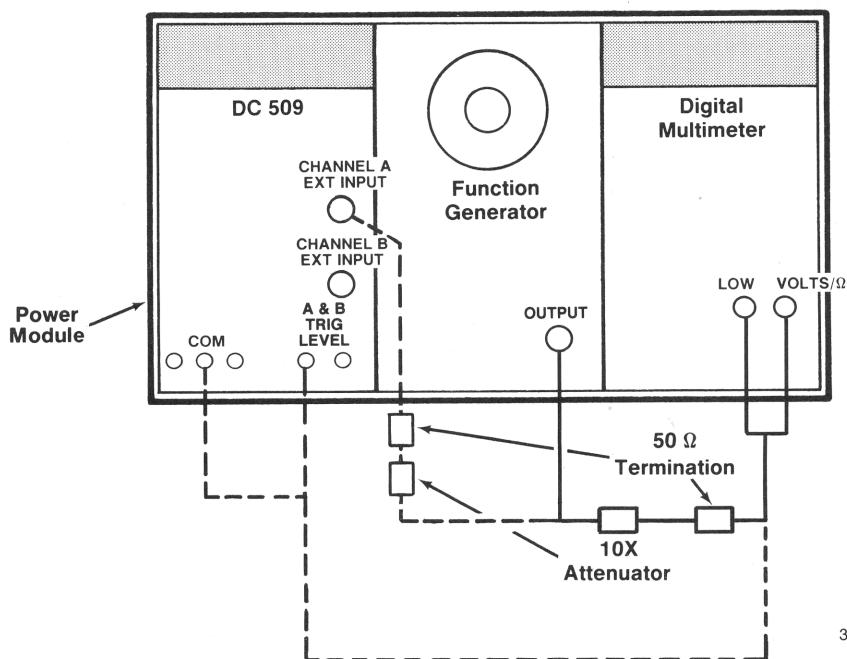 DC 509
CHANNEL A
EXT INPUT
CHANNEL B
EXT INPUT
A & B
TRIG
LEVEL
COM
Function
Generator
OUTPUT
Digital
Multimeter
LOW
VOLTS/Ω
Power
Module
50 Ω
Termination
10X
Attenuator
3